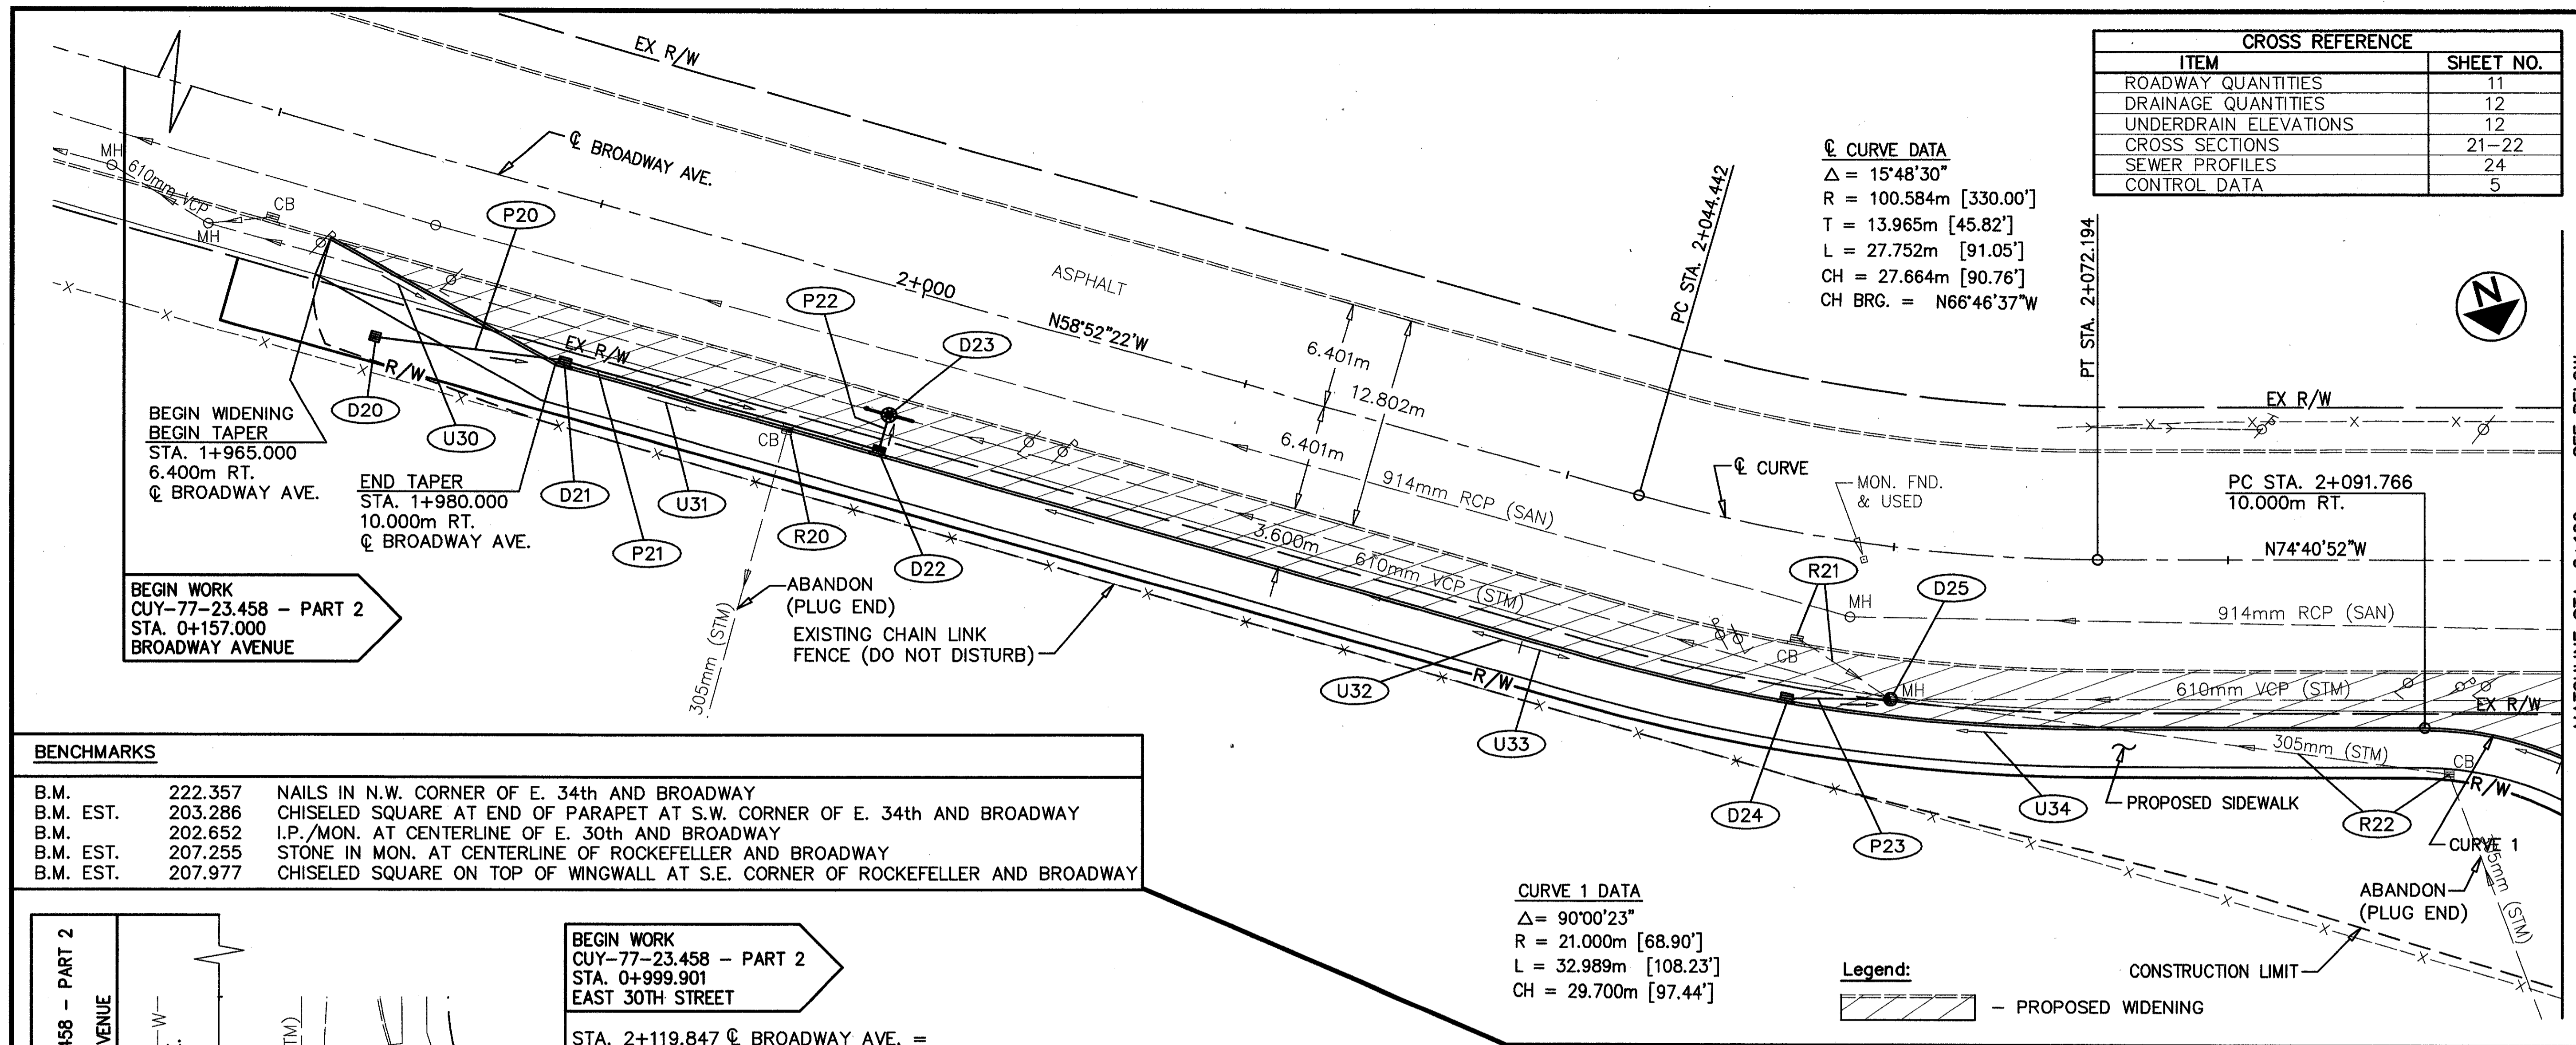 EX R/W
CROSS REFERENCE
ITEM SHEET NO.
ROADWAY QUANTITIES 11
DRAINAGE QUANTITIES 12
UNDERDRAIN ELEVATIONS 12
CROSS SECTIONS 21-22
SEWER PROFILES 24
CONTROL DATA 5
℄ BROADWAY AVE.
MH
610mm VCP
CB
MH
P20
℄ CURVE DATA
Δ = 15°48'30"
R = 100.584m [330.00']
T = 13.965m [45.82']
L = 27.752m [91.05']
CH = 27.664m [90.76']
CH BRG. = N66°46'37"W
PC STA. 2+044.442
PT STA. 2+072.194
N
2+000
ASPHALT
N58°52'22"W
P22
D23
EX R/W
R/W
6.401m
12.802m
6.401m
BEGIN WIDENING
BEGIN TAPER
STA. 1+965.000
6.400m RT.
℄ BROADWAY AVE.
D20
U30
END TAPER
STA. 1+980.000
10.000m RT.
℄ BROADWAY AVE.
D21
U31
P21
CB
R20
D22
EX R/W
℄ CURVE
MON. FND.
& USED
PC STA. 2+091.766
10.000m RT.
N74°40'52"W
914mm RCP (SAN)
3.600m
610mm VCP (STM)
BEGIN WORK
CUY-77-23.458 - PART 2
STA. 0+157.000
BROADWAY AVENUE
305mm (STM)
ABANDON
(PLUG END)
EXISTING CHAIN LINK
FENCE (DO NOT DISTURB)
R21
D25
MH
914mm RCP (SAN)
CB
MH
610mm VCP (STM)
EX R/W
U32
R/W
U33
305mm (STM)
CB
R/W
D24
P23
U34
PROPOSED SIDEWALK
R22
CURVE 1
ABANDON
(PLUG END)
(STM)
CONSTRUCTION LIMIT
BENCHMARKS
B.M. 222.357 NAILS IN N.W. CORNER OF E. 34th AND BROADWAY
B.M. EST. 203.286 CHISELED SQUARE AT END OF PARAPET AT S.W. CORNER OF E. 34th AND BROADWAY
B.M. 202.652 I.P./MON. AT CENTERLINE OF E. 30th AND BROADWAY
B.M. EST. 207.255 STONE IN MON. AT CENTERLINE OF ROCKEFELLER AND BROADWAY
B.M. EST. 207.977 CHISELED SQUARE ON TOP OF WINGWALL AT S.E. CORNER OF ROCKEFELLER AND BROADWAY
CURVE 1 DATA
Δ= 90°00'23"
R = 21.000m [68.90']
L = 32.989m [108.23']
CH = 29.700m [97.44']
Legend:
- PROPOSED WIDENING
58 - PART 2
VENUE
W
TM)
BEGIN WORK
CUY-77-23.458 - PART 2
STA. 0+999.901
EAST 30TH STREET
STA. 2+119.847 ℄ BROADWAY AVE. =